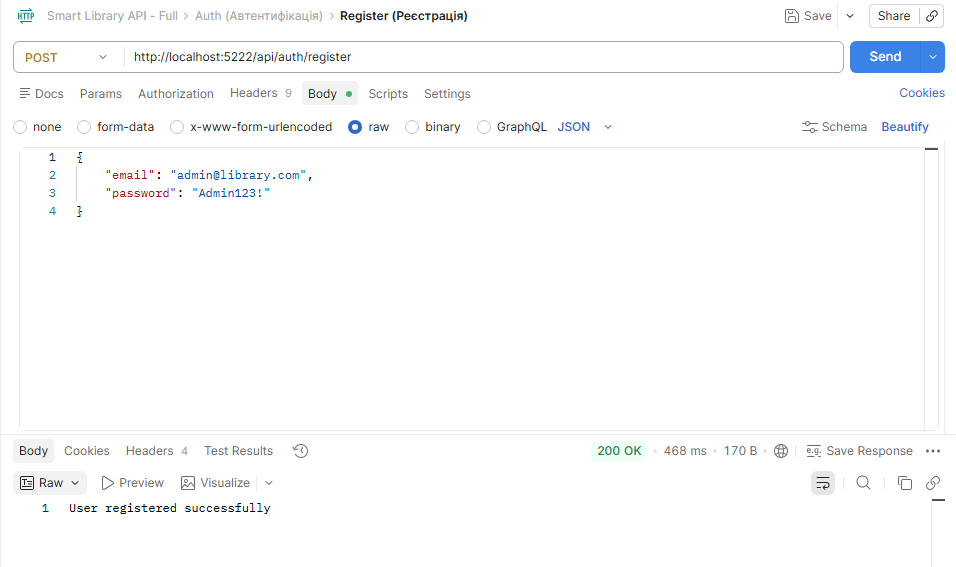 HTTP Smart Library API - Full > Auth (Автентифікація) > Register (Реєстрація) Save Share
POST http://localhost:5222/api/auth/register Send
Docs Params Authorization Headers 9 Body Scripts Settings Cookies
none form-data x-www-form-urlencoded raw binary GraphQL JSON Schema Beautify
1 {
2 "email": "admin@library.com",
3 "password": "Admin123!"
4 }
Body Cookies Headers 4 Test Results 200 OK • 468 ms • 170 B • e.g. Save Response
Raw Preview Visualize
1 User registered successfully